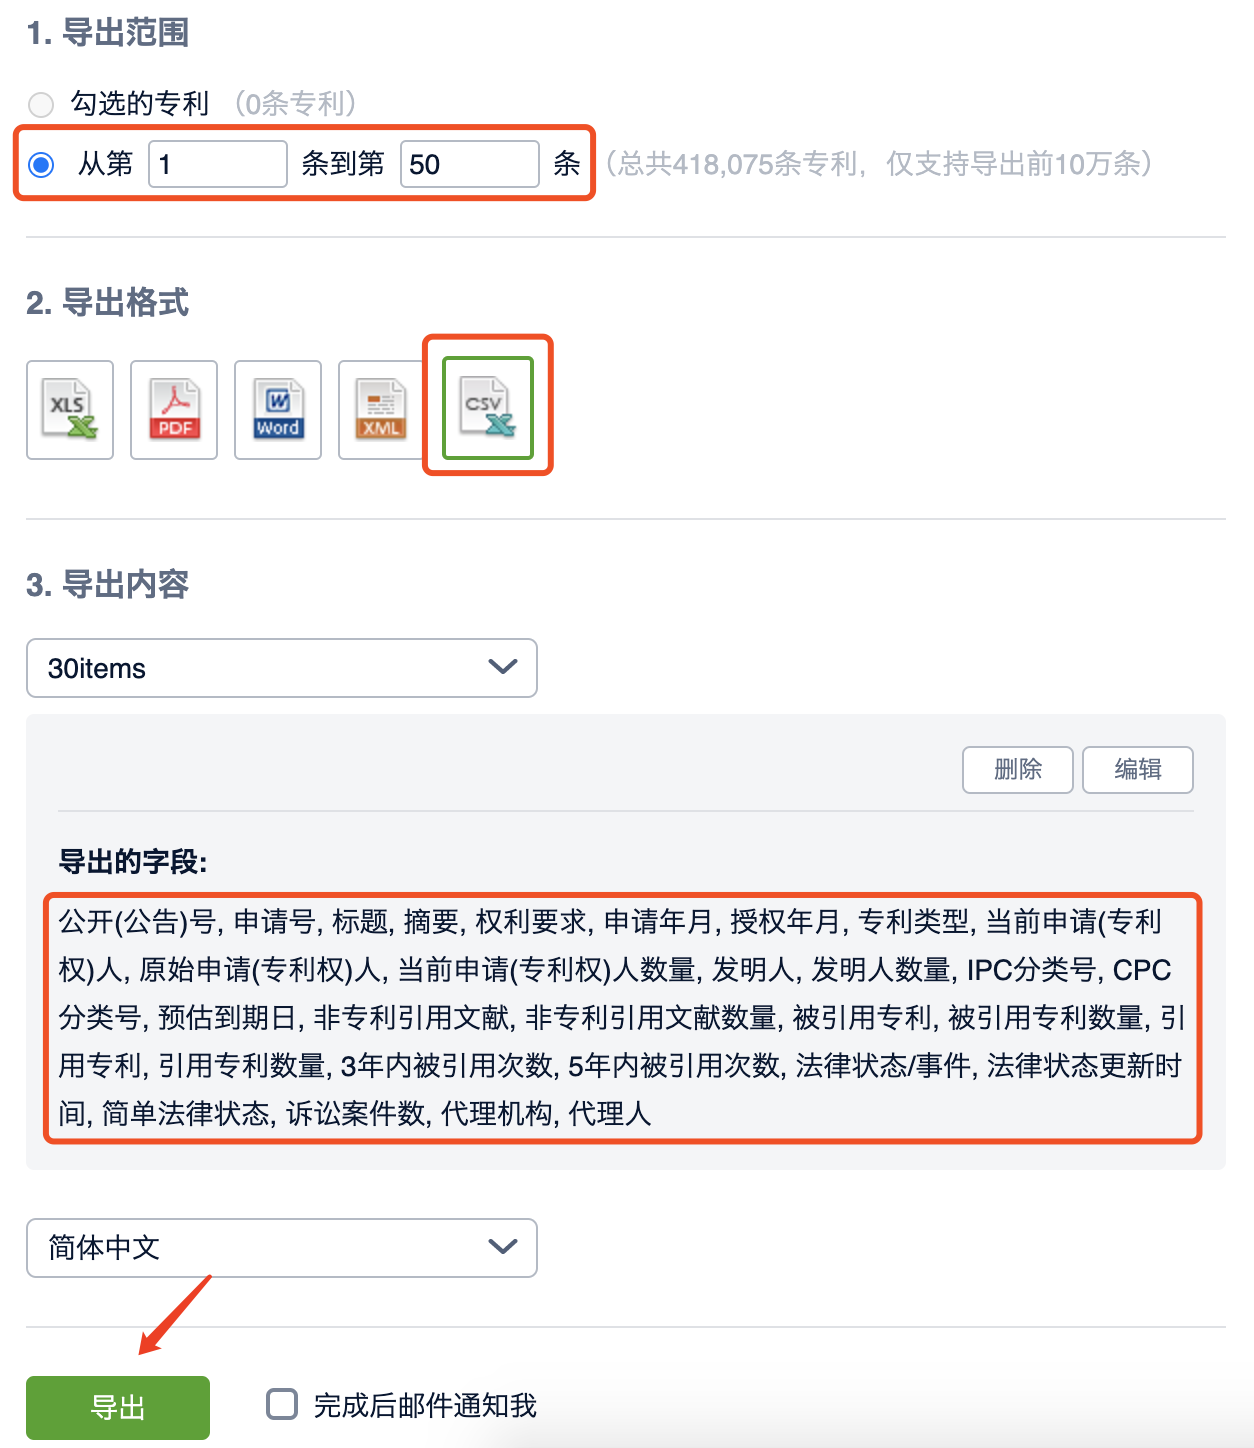 1. 导出范围
勾选的专利 （0条专利）
从第 1 条到第 50 条 （总共418,075条专利，仅支持导出前10万条）
2. 导出格式
XLS PDF Word XML CSV
3. 导出内容
30items
删除 编辑
导出的字段:
公开(公告)号, 申请号, 标题, 摘要, 权利要求, 申请年月, 授权年月, 专利类型, 当前申请(专利
权)人, 原始申请(专利权)人, 当前申请(专利权)人数量, 发明人, 发明人数量, IPC分类号, CPC
分类号, 预估到期日, 非专利引用文献, 非专利引用文献数量, 被引用专利, 被引用专利数量, 引
用专利, 引用专利数量, 3年内被引用次数, 5年内被引用次数, 法律状态/事件, 法律状态更新时
间, 简单法律状态, 诉讼案件数, 代理机构, 代理人
简体中文
导出 完成后邮件通知我